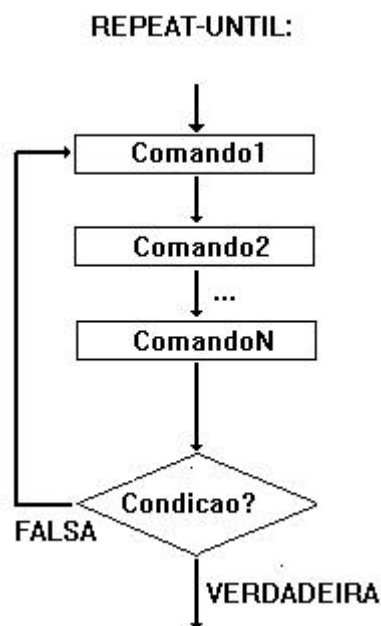 REPEAT-UNTIL:
Comando1
Comando2
...
ComandoN
Condicao?
FALSA
VERDADEIRA